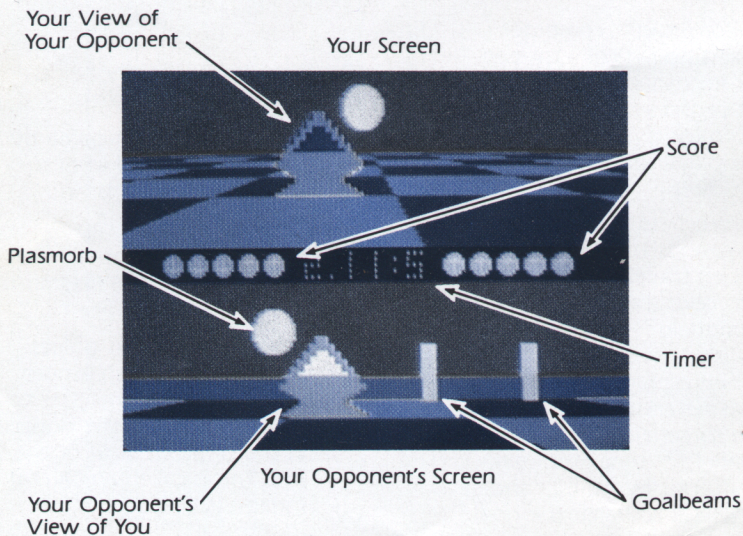 Your View of
Your Opponent
Your Screen
Score
Plasmorb
Timer
Your Opponent's Screen
Goalbeams
Your Opponent's
View of You